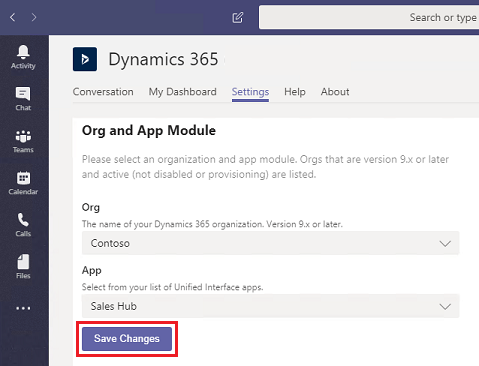 Search or type
Activity
Chat
Teams
Calendar
Calls
Files
Dynamics 365
Conversation My Dashboard Settings Help About
Org and App Module
Please select an organization and app module. Orgs that are version 9.x or later
and active (not disabled or provisioning) are listed.
Org
The name of your Dynamics 365 organization. Version 9.x or later.
Contoso
App
Select from your list of Unified Interface apps.
Sales Hub
Save Changes